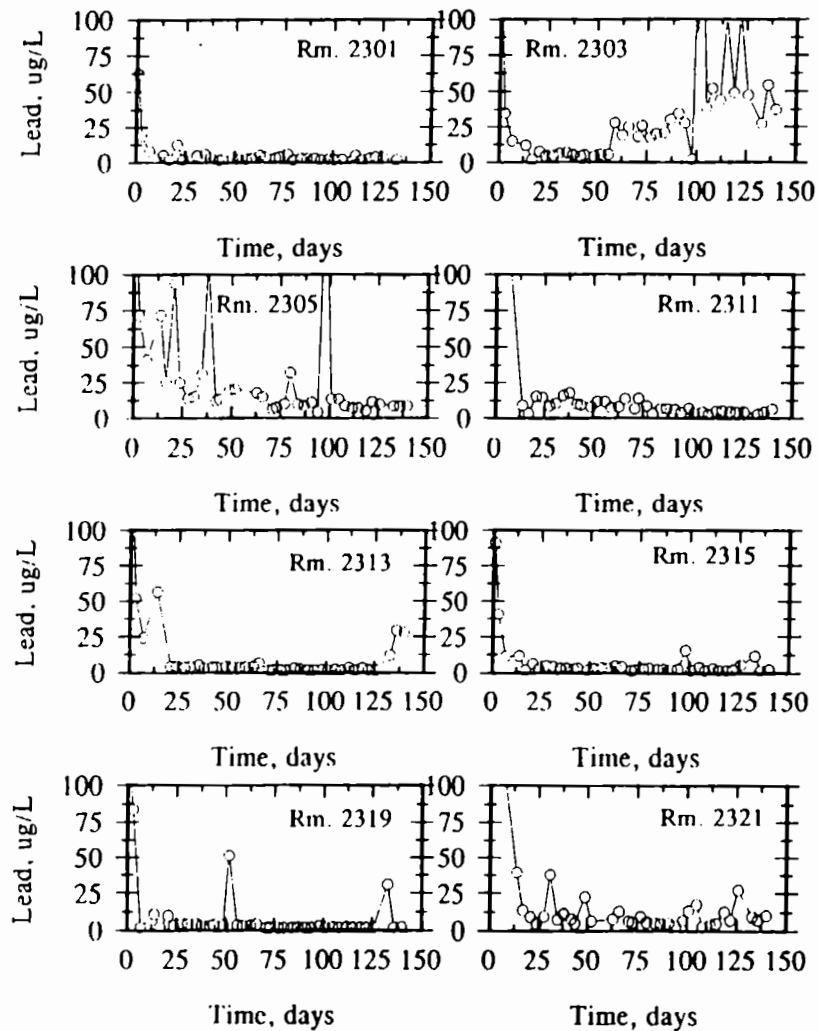 100 100
75 75
50 50
25 25
0 0
Lead, ug/L
Rm. 2301
Rm. 2303
0 25 50 75 100 125 150
0 25 50 75 100 125 150
Time, days
Time, days
100 100
75 75
50 50
25 25
0 0
Lead, ug/L
Rm. 2305
Rm. 2311
0 25 50 75 100 125 150
0 25 50 75 100 125 150
Time, days
Time, days
100 100
75 75
50 50
25 25
0 0
Lead, ug/L
Rm. 2313
Rm. 2315
0 25 50 75 100 125 150
0 25 50 75 100 125 150
Time, days
Time, days
100 100
75 75
50 50
25 25
0 0
Lead, ug/L
Rm. 2319
Rm. 2321
0 25 50 75 100 125 150
0 25 50 75 100 125 150
Time, days
Time, days